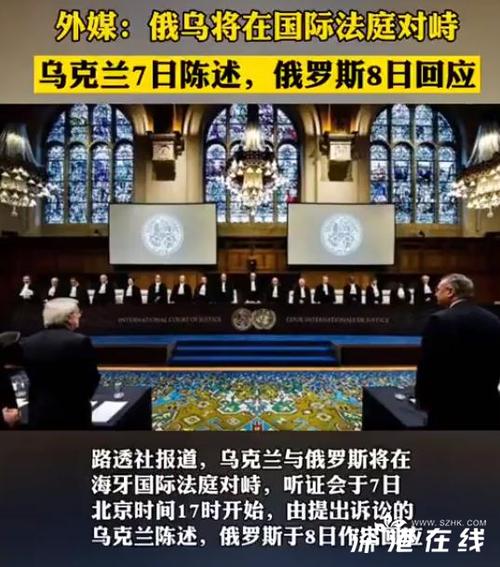 外媒：俄乌将在国际法庭对峙
乌克兰7日陈述，俄罗斯8日回应
INTERNATIONAL COURT OF JUSTICE
COUR INTERNATIONALE DE JUSTICE
路透社报道，乌克兰与俄罗斯将在
海牙国际法庭对峙，听证会于7日
北京时间17时开始，由提出诉讼的
乌克兰陈述，俄罗斯于8日作
WWW.SZHK.COM
深港在线